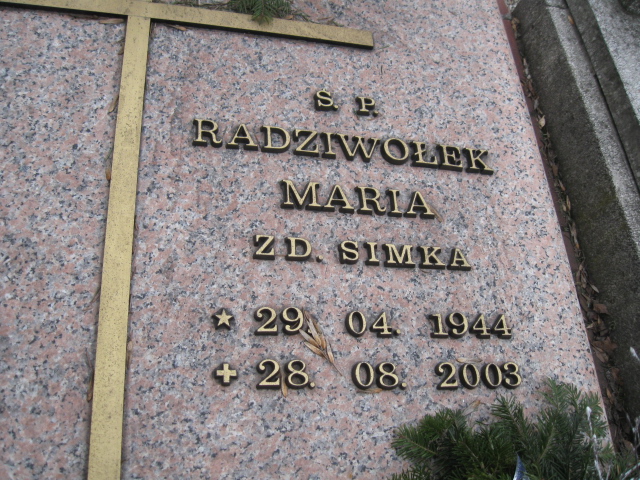 S. P.
RADZIWOŁEK
MARIA
ZD. SIMKA
29. 04. 1944
28. 08. 2003